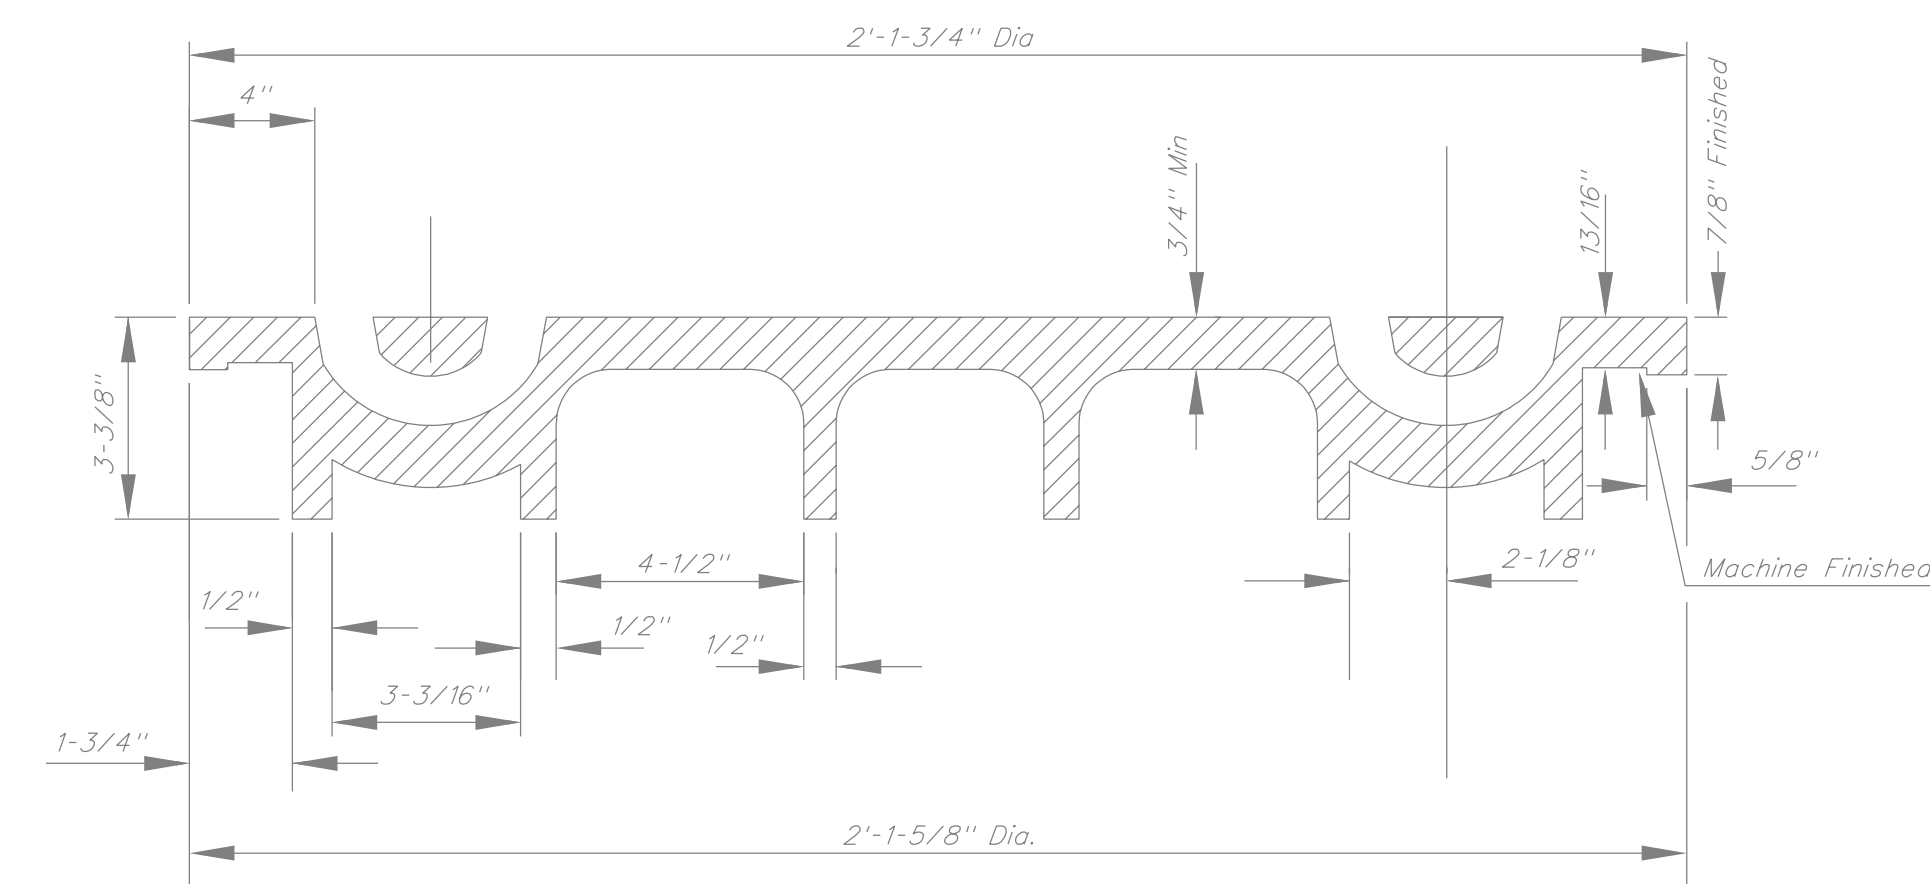 2'-1-3/4" Dia
4"
3/4" Min
13/16"
7/8" Finished
3-3/8"
5/8"
4-1/2"
2-1/8"
Machine Finished
1/2"
1/2"
1/2"
3-3/16"
1-3/4"
2'-1-5/8" Dia.